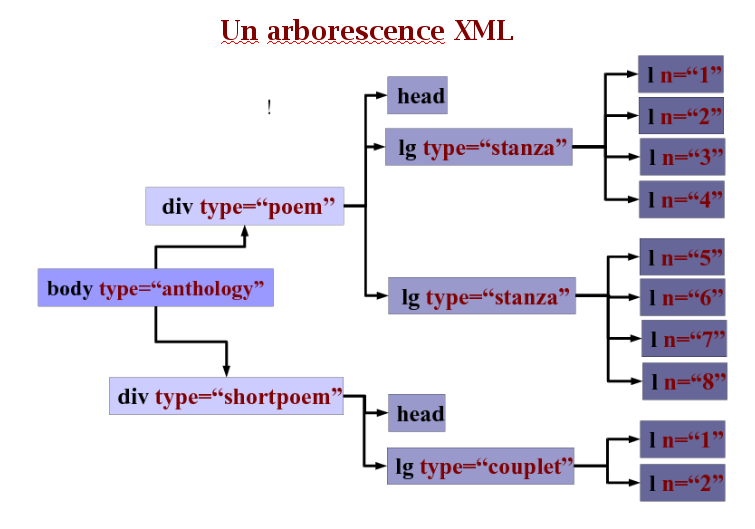 Un arborescence XML
!
body type=“anthology”
div type=“poem”
head
lg type=“stanza”
l n=“1”
l n=“2”
l n=“3”
l n=“4”
lg type=“stanza”
l n=“5”
l n=“6”
l n=“7”
l n=“8”
div type=“shortpoem”
head
lg type=“couplet”
l n=“1”
l n=“2”